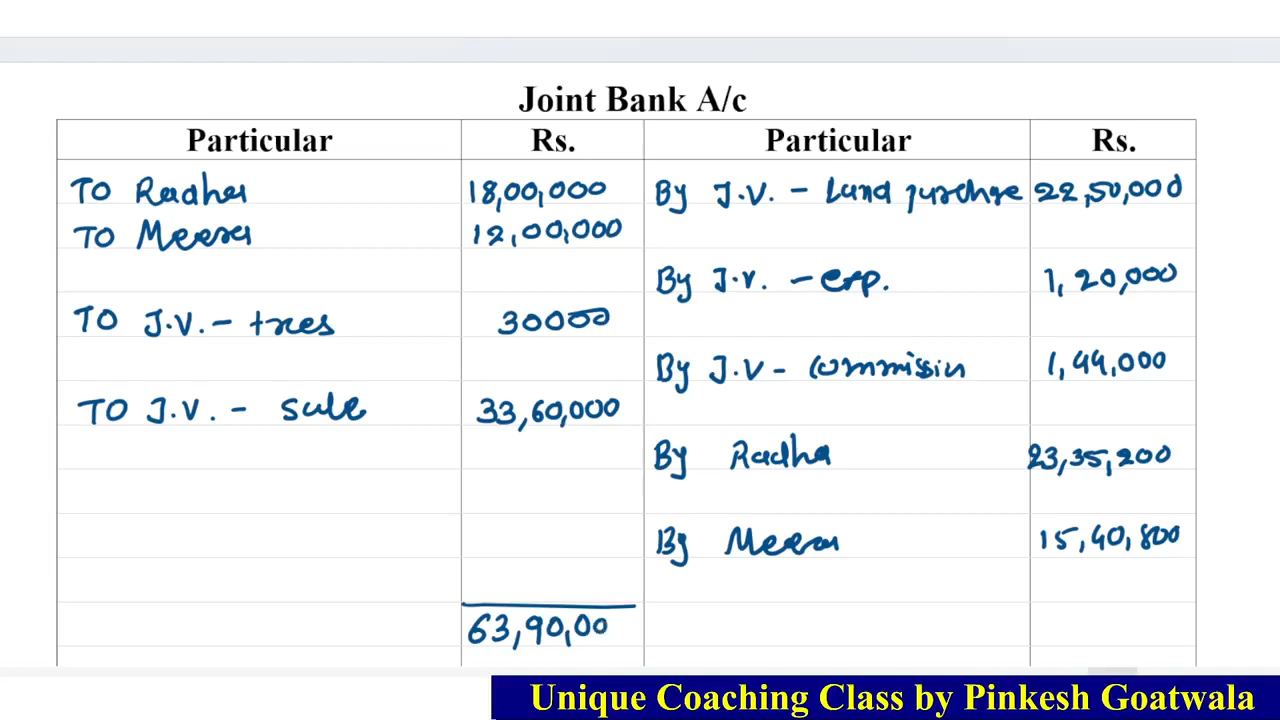 Joint Bank A/c
Particular Rs. Particular Rs.
TO Radha 18,00,000 By J.V. - Land purchase 22,50,000
TO Meera 12,00,000
By J.V. - exp. 1,20,000
TO J.V. - trees 30000
By J.V - commissin 1,44,000
TO J.V. - sale 33,60,000
By Radha 23,35,200
By Meera 15,40,800
63,90,00
Unique Coaching Class by Pinkesh Goatwala